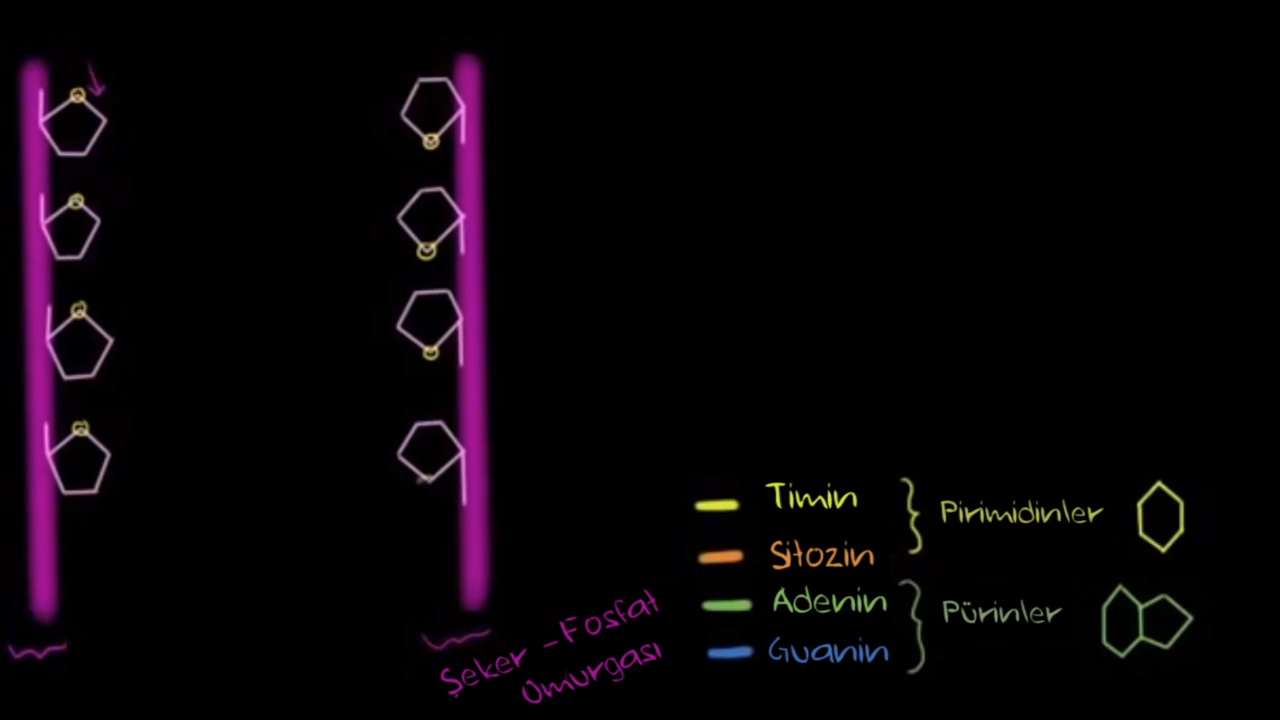 Timin
Pirimidinler
Sitozin
Adenin
Pürinler
Guanin
Şeker - Fosfat
Omurgası